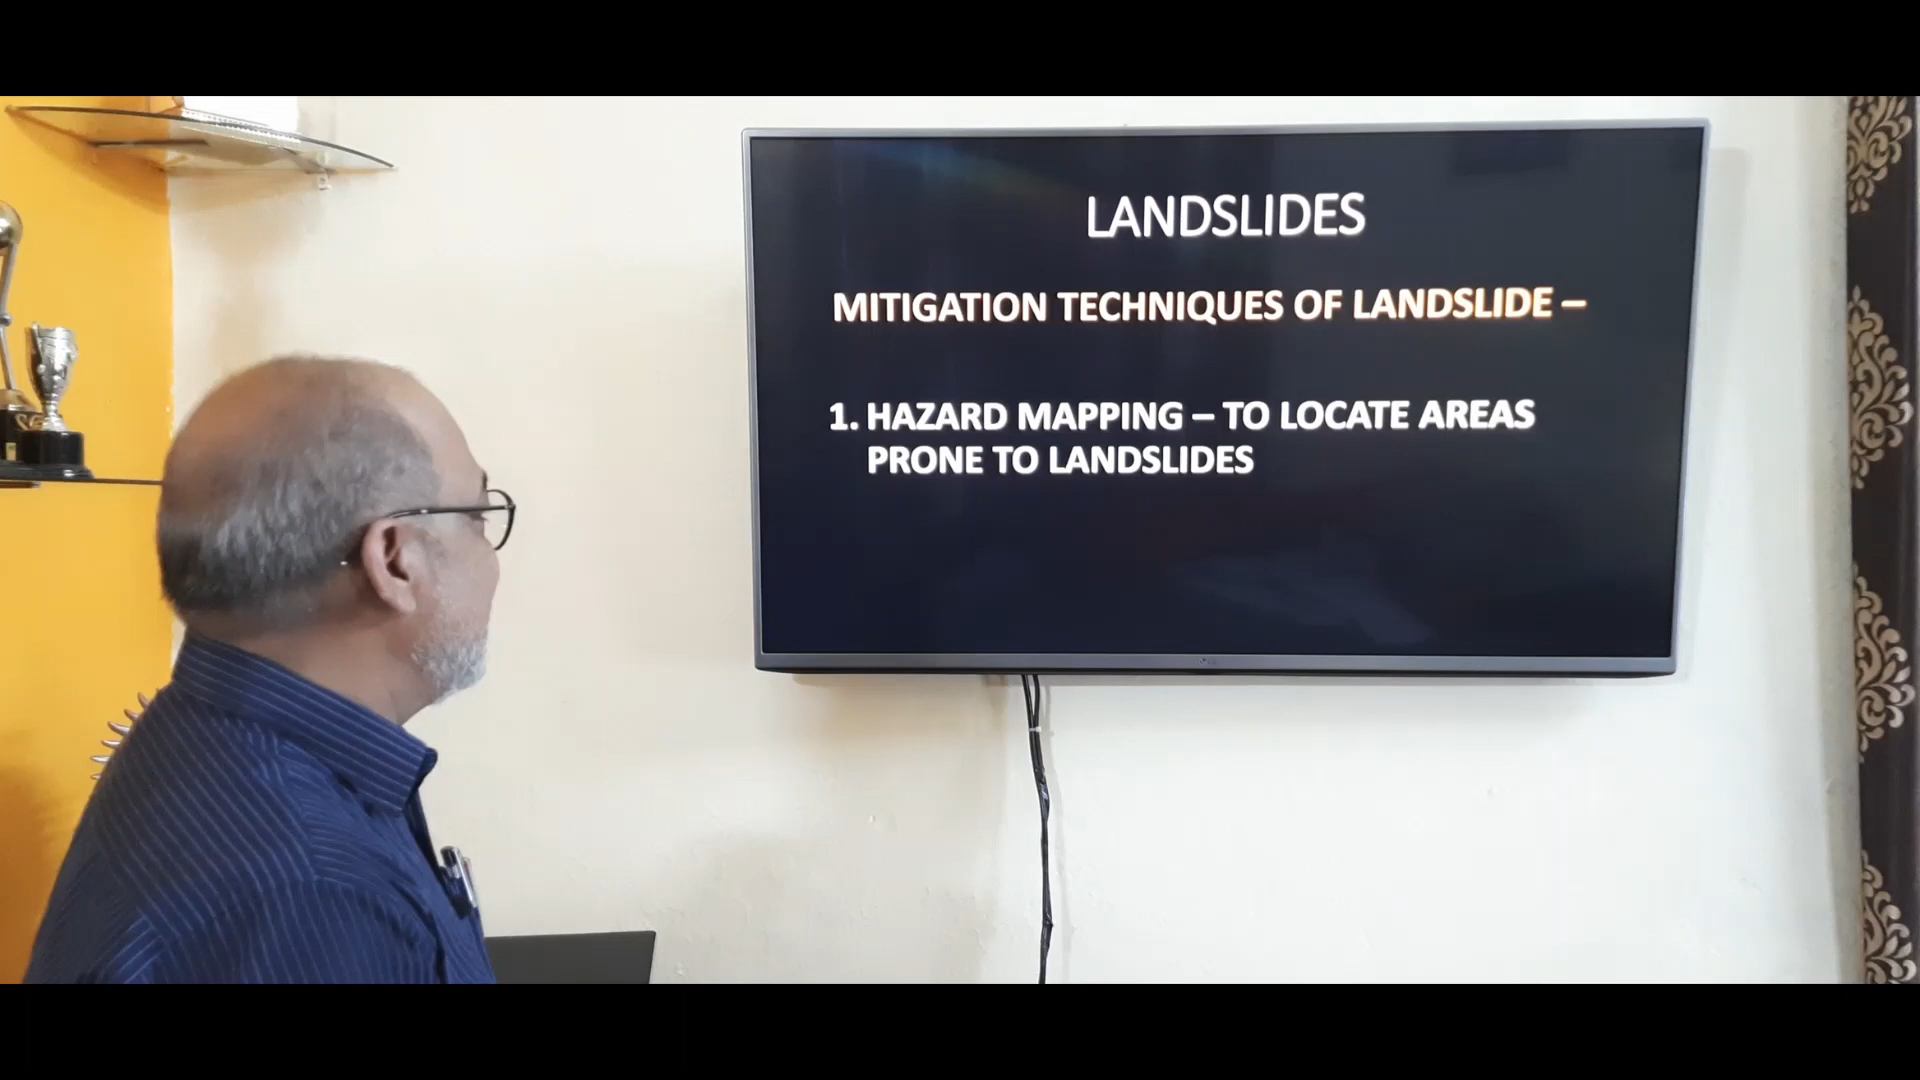 LANDSLIDES
MITIGATION TECHNIQUES OF LANDSLIDE –
1. HAZARD MAPPING – TO LOCATE AREAS
PRONE TO LANDSLIDES